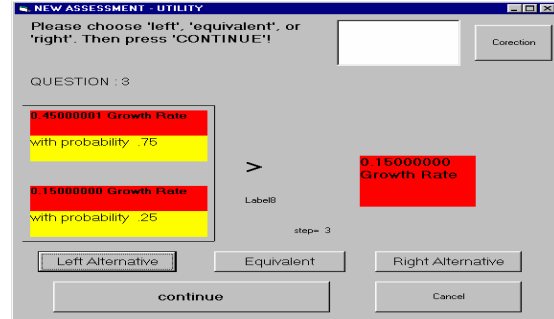 NEW ASSESSMENT - UTILITY
Please choose 'left', 'equivalent', or
'right'. Then press 'CONTINUE'!
Corection
QUESTION : 3
0.45000001 Growth Rate
with probability .75
>
0.15000000
Growth Rate
0.15000000 Growth Rate
with probability .25
Label8
step= 3
Left Alternative
Equivalent
Right Alternative
continue
Cancel